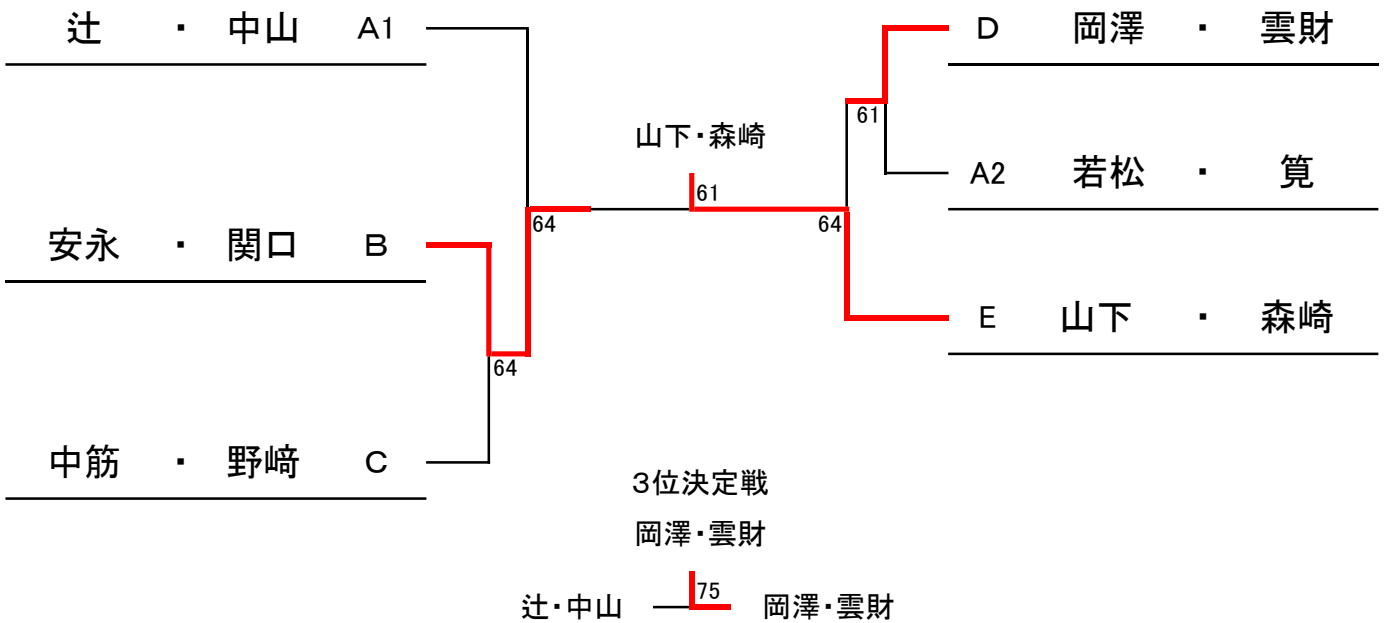 辻 ・ 中山 A1
D 岡澤 ・ 雲財
61
山下・森崎
A2 若松 ・ 筧
61
64
64
安永 ・ 関口 B
E 山下 ・ 森崎
64
中筋 ・ 野﨑 C
3位決定戦
岡澤・雲財
75
辻・中山 岡澤・雲財